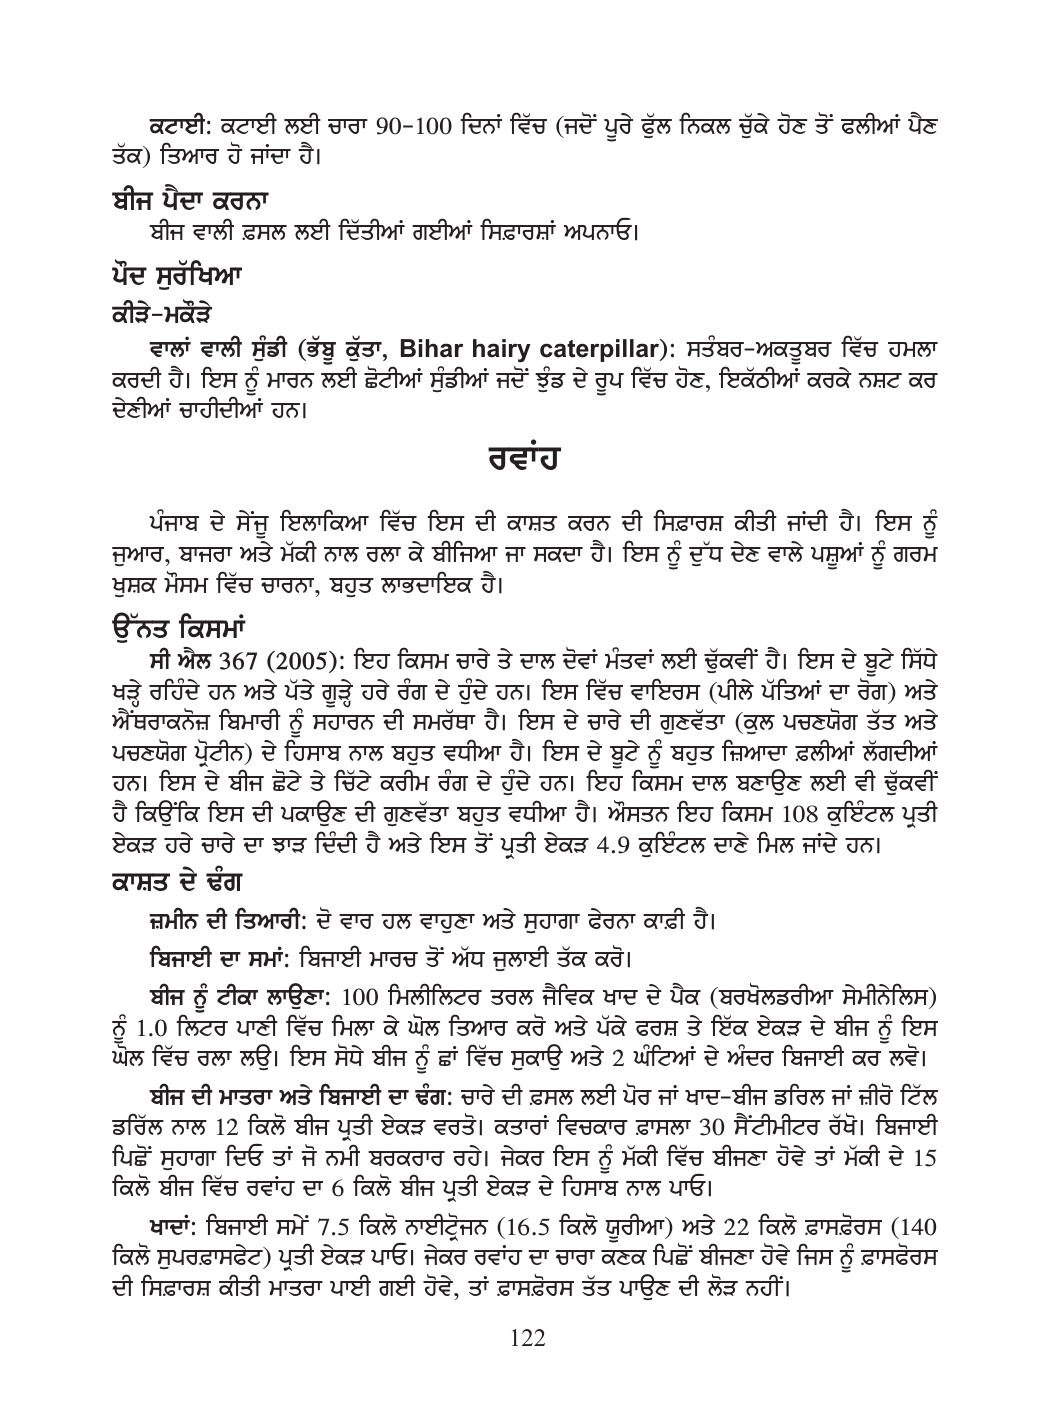 ਕਟਾਈ: ਕਟਾਈ ਲਈ ਚਾਰਾ 90-100 ਦਿਨਾਂ ਵਿੱਚ (ਜਦੋਂ ਪੂਰੇ ਫੁੱਲ ਨਿਕਲ ਚੁੱਕੇ ਹੋਣ ਤੋਂ ਫਲੀਆਂ ਪੈਣ
ਤੱਕ) ਤਿਆਰ ਹੋ ਜਾਂਦਾ ਹੈ।
ਬੀਜ ਪੈਦਾ ਕਰਨਾ
ਬੀਜ ਵਾਲੀ ਫ਼ਸਲ ਲਈ ਦਿੱਤੀਆਂ ਗਈਆਂ ਸਿਫ਼ਾਰਸ਼ਾਂ ਅਪਨਾਓ।
ਪੌਦ ਸੁਰੱਖਿਆ
ਕੀੜੇ-ਮਕੌੜੇ
ਵਾਲਾਂ ਵਾਲੀ ਸੁੰਡੀ (ਭੱਬੂ ਕੁੱਤਾ, Bihar hairy caterpillar): ਸਤੰਬਰ-ਅਕਤੂਬਰ ਵਿੱਚ ਹਮਲਾ
ਕਰਦੀ ਹੈ। ਇਸ ਨੂੰ ਮਾਰਨ ਲਈ ਛੋਟੀਆਂ ਸੁੰਡੀਆਂ ਜਦੋਂ ਝੁੰਡ ਦੇ ਰੂਪ ਵਿੱਚ ਹੋਣ, ਇਕੱਠੀਆਂ ਕਰਕੇ ਨਸ਼ਟ ਕਰ
ਦੇਣੀਆਂ ਚਾਹੀਦੀਆਂ ਹਨ।
ਰਵਾਂਹ
ਪੰਜਾਬ ਦੇ ਸੇਂਜੂ ਇਲਾਕਿਆ ਵਿੱਚ ਇਸ ਦੀ ਕਾਸ਼ਤ ਕਰਨ ਦੀ ਸਿਫ਼ਾਰਸ਼ ਕੀਤੀ ਜਾਂਦੀ ਹੈ। ਇਸ ਨੂੰ
ਜੁਆਰ, ਬਾਜਰਾ ਅਤੇ ਮੱਕੀ ਨਾਲ ਰਲਾ ਕੇ ਬੀਜਿਆ ਜਾ ਸਕਦਾ ਹੈ। ਇਸ ਨੂੰ ਦੁੱਧ ਦੇਣ ਵਾਲੇ ਪਸ਼ੂਆਂ ਨੂੰ ਗਰਮ
ਖੁਸ਼ਕ ਮੌਸਮ ਵਿੱਚ ਚਾਰਨਾ, ਬਹੁਤ ਲਾਭਦਾਇਕ ਹੈ।
ਉੱਨਤ ਕਿਸਮਾਂ
ਸੀ ਐਲ 367 (2005): ਇਹ ਕਿਸਮ ਚਾਰੇ ਤੇ ਦਾਲ ਦੋਵਾਂ ਮੰਤਵਾਂ ਲਈ ਢੁੱਕਵੀਂ ਹੈ। ਇਸ ਦੇ ਬੂਟੇ ਸਿੱਧੇ
ਖੜ੍ਹੇ ਰਹਿੰਦੇ ਹਨ ਅਤੇ ਪੱਤੇ ਗੂੜ੍ਹੇ ਹਰੇ ਰੰਗ ਦੇ ਹੁੰਦੇ ਹਨ। ਇਸ ਵਿੱਚ ਵਾਇਰਸ (ਪੀਲੇ ਪੱਤਿਆਂ ਦਾ ਰੋਗ) ਅਤੇ
ਐਂਥਰਾਕਨੋਜ਼ ਬਿਮਾਰੀ ਨੂੰ ਸਹਾਰਨ ਦੀ ਸਮਰੱਥਾ ਹੈ। ਇਸ ਦੇ ਚਾਰੇ ਦੀ ਗੁਣਵੱਤਾ (ਕੁਲ ਪਚਣਯੋਗ ਤੱਤ ਅਤੇ
ਪਚਣਯੋਗ ਪ੍ਰੋਟੀਨ) ਦੇ ਹਿਸਾਬ ਨਾਲ ਬਹੁਤ ਵਧੀਆ ਹੈ। ਇਸ ਦੇ ਬੂਟੇ ਨੂੰ ਬਹੁਤ ਜ਼ਿਆਦਾ ਫ਼ਲੀਆਂ ਲੱਗਦੀਆਂ
ਹਨ। ਇਸ ਦੇ ਬੀਜ ਛੋਟੇ ਤੇ ਚਿੱਟੇ ਕਰੀਮ ਰੰਗ ਦੇ ਹੁੰਦੇ ਹਨ। ਇਹ ਕਿਸਮ ਦਾਲ ਬਣਾਉਣ ਲਈ ਵੀ ਢੁੱਕਵੀਂ
ਹੈ ਕਿਉਂਕਿ ਇਸ ਦੀ ਪਕਾਉਣ ਦੀ ਗੁਣਵੱਤਾ ਬਹੁਤ ਵਧੀਆ ਹੈ। ਔਸਤਨ ਇਹ ਕਿਸਮ 108 ਕੁਇੰਟਲ ਪ੍ਰਤੀ
ਏਕੜ ਹਰੇ ਚਾਰੇ ਦਾ ਝਾੜ ਦਿੰਦੀ ਹੈ ਅਤੇ ਇਸ ਤੋਂ ਪ੍ਰਤੀ ਏਕੜ 4.9 ਕੁਇੰਟਲ ਦਾਣੇ ਮਿਲ ਜਾਂਦੇ ਹਨ।
ਕਾਸ਼ਤ ਦੇ ਢੰਗ
ਜ਼ਮੀਨ ਦੀ ਤਿਆਰੀ: ਦੋ ਵਾਰ ਹਲ ਵਾਹੁਣਾ ਅਤੇ ਸੁਹਾਗਾ ਫੇਰਨਾ ਕਾਫ਼ੀ ਹੈ।
ਬਿਜਾਈ ਦਾ ਸਮਾਂ: ਬਿਜਾਈ ਮਾਰਚ ਤੋਂ ਅੱਧ ਜੁਲਾਈ ਤੱਕ ਕਰੋ।
ਬੀਜ ਨੂੰ ਟੀਕਾ ਲਾਉਣਾ: 100 ਮਿਲੀਲਿਟਰ ਤਰਲ ਜੈਵਿਕ ਖਾਦ ਦੇ ਪੈਕ (ਬਰਖੋਲਡਰੀਆ ਸੇਮੀਨੇਲਿਸ)
ਨੂੰ 1.0 ਲਿਟਰ ਪਾਣੀ ਵਿੱਚ ਮਿਲਾ ਕੇ ਘੋਲ ਤਿਆਰ ਕਰੋ ਅਤੇ ਪੱਕੇ ਫਰਸ਼ ਤੇ ਇੱਕ ਏਕੜ ਦੇ ਬੀਜ ਨੂੰ ਇਸ
ਘੋਲ ਵਿੱਚ ਰਲਾ ਲਉ। ਇਸ ਸੋਧੇ ਬੀਜ ਨੂੰ ਛਾਂ ਵਿੱਚ ਸੁਕਾਉ ਅਤੇ 2 ਘੰਟਿਆਂ ਦੇ ਅੰਦਰ ਬਿਜਾਈ ਕਰ ਲਵੋ।
ਬੀਜ ਦੀ ਮਾਤਰਾ ਅਤੇ ਬਿਜਾਈ ਦਾ ਢੰਗ: ਚਾਰੇ ਦੀ ਫ਼ਸਲ ਲਈ ਪੋਰ ਜਾਂ ਖਾਦ-ਬੀਜ ਡਰਿਲ ਜਾਂ ਜ਼ੀਰੋ ਟਿੱਲ
ਡਰਿੱਲ ਨਾਲ 12 ਕਿਲੋ ਬੀਜ ਪ੍ਰਤੀ ਏਕੜ ਵਰਤੋ। ਕਤਾਰਾਂ ਵਿਚਕਾਰ ਫ਼ਾਸਲਾ 30 ਸੈਂਟੀਮੀਟਰ ਰੱਖੋ। ਬਿਜਾਈ
ਪਿਛੋਂ ਸੁਹਾਗਾ ਦਿਓ ਤਾਂ ਜੋ ਨਮੀ ਬਰਕਰਾਰ ਰਹੇ। ਜੇਕਰ ਇਸ ਨੂੰ ਮੱਕੀ ਵਿੱਚ ਬੀਜਣਾ ਹੋਵੇ ਤਾਂ ਮੱਕੀ ਦੇ 15
ਕਿਲੋ ਬੀਜ ਵਿੱਚ ਰਵਾਂਹ ਦਾ 6 ਕਿਲੋ ਬੀਜ ਪ੍ਰਤੀ ਏਕੜ ਦੇ ਹਿਸਾਬ ਨਾਲ ਪਾਓ।
ਖਾਦਾਂ: ਬਿਜਾਈ ਸਮੇਂ 7.5 ਕਿਲੋ ਨਾਈਟ੍ਰੋਜਨ (16.5 ਕਿਲੋ ਯੂਰੀਆ) ਅਤੇ 22 ਕਿਲੋ ਫ਼ਾਸਫ਼ੋਰਸ (140
ਕਿਲੋ ਸੁਪਰਫ਼ਾਸਫੇਟ) ਪ੍ਰਤੀ ਏਕੜ ਪਾਓ। ਜੇਕਰ ਰਵਾਂਹ ਦਾ ਚਾਰਾ ਕਣਕ ਪਿਛੋਂ ਬੀਜਣਾ ਹੋਵੇ ਜਿਸ ਨੂੰ ਫ਼ਾਸਫੋਰਸ
ਦੀ ਸਿਫ਼ਾਰਸ਼ ਕੀਤੀ ਮਾਤਰਾ ਪਾਈ ਗਈ ਹੋਵੇ, ਤਾਂ ਫ਼ਾਸਫ਼ੋਰਸ ਤੱਤ ਪਾਉਣ ਦੀ ਲੋੜ ਨਹੀਂ।
122